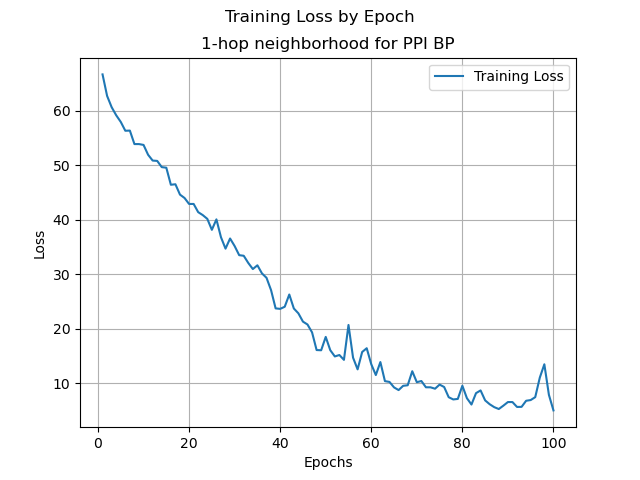 Training Loss by Epoch
1-hop neighborhood for PPI BP
Training Loss
60
50
40
30
20
10
Loss
0 20 40 60 80 100
Epochs